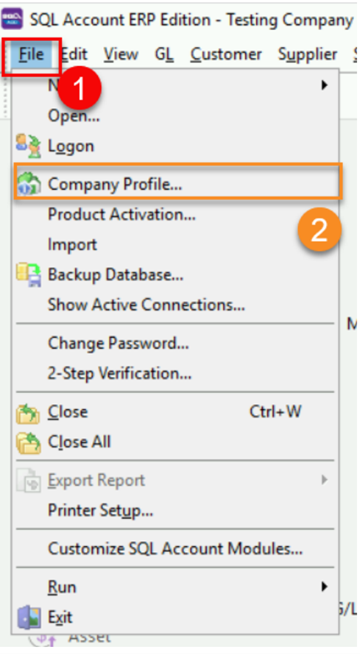 SQL Account ERP Edition - Testing Company
File Edit View GL Customer Supplier
1
Open...
Logon
Company Profile...
Product Activation...
2
Import
Backup Database...
Show Active Connections...
Change Password...
2-Step Verification...
Close Ctrl+W
Close All
Export Report
Printer Setup...
Customize SQL Account Modules...
Run
Exit
Asset